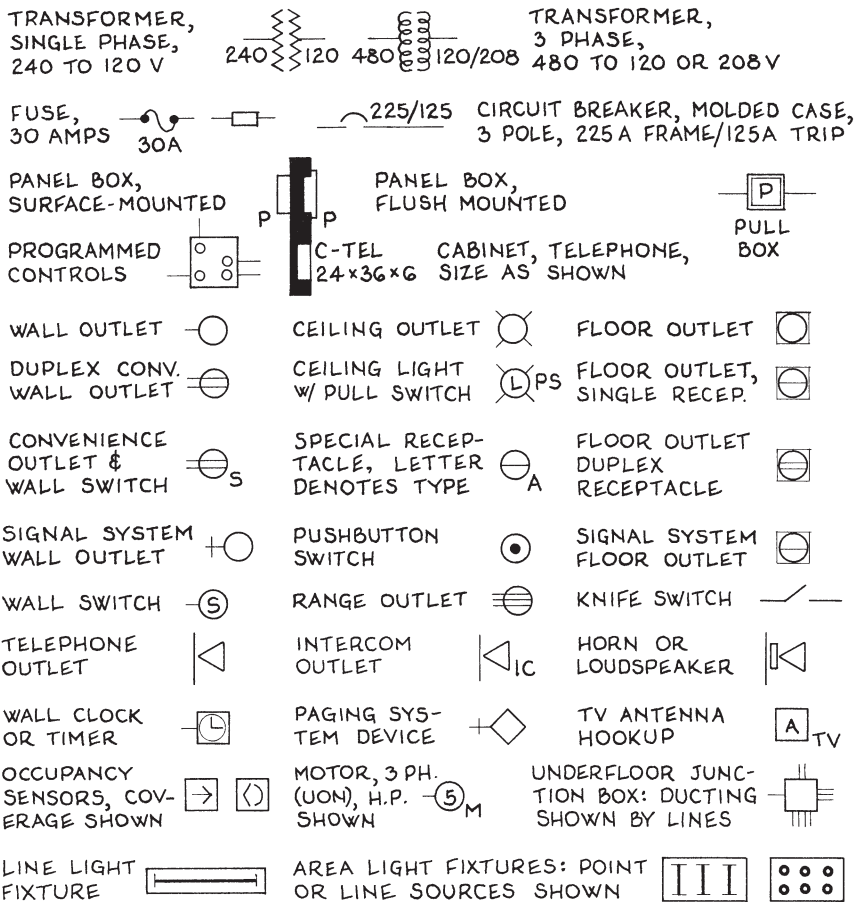 TRANSFORMER,
SINGLE PHASE,
240 TO 120 V
240 120
480 120/208
TRANSFORMER,
3 PHASE,
480 TO 120 OR 208 V
FUSE,
30 AMPS
30A
225/125
CIRCUIT BREAKER, MOLDED CASE,
3 POLE, 225 A FRAME/125A TRIP
PANEL BOX,
SURFACE-MOUNTED
P P
PANEL BOX,
FLUSH MOUNTED
P
PULL
BOX
PROGRAMMED
CONTROLS
C-TEL
24×36×6
CABINET, TELEPHONE,
SIZE AS SHOWN
WALL OUTLET
CEILING OUTLET
FLOOR OUTLET
DUPLEX CONV.
WALL OUTLET
CEILING LIGHT
W/ PULL SWITCH
L PS
FLOOR OUTLET,
SINGLE RECEP.
CONVENIENCE
OUTLET &
WALL SWITCH
S
SPECIAL RECEP-
TACLE, LETTER
DENOTES TYPE
A
FLOOR OUTLET
DUPLEX
RECEPTACLE
SIGNAL SYSTEM
WALL OUTLET
PUSHBUTTON
SWITCH
SIGNAL SYSTEM
FLOOR OUTLET
WALL SWITCH
S
RANGE OUTLET
KNIFE SWITCH
TELEPHONE
OUTLET
INTERCOM
OUTLET
IC
HORN OR
LOUDSPEAKER
WALL CLOCK
OR TIMER
PAGING SYS-
TEM DEVICE
TV ANTENNA
HOOKUP
A TV
OCCUPANCY
SENSORS, COV-
ERAGE SHOWN
MOTOR, 3 PH.
(UON), H.P.
SHOWN
5 M
UNDERFLOOR JUNC-
TION BOX: DUCTING
SHOWN BY LINES
LINE LIGHT
FIXTURE
AREA LIGHT FIXTURES: POINT
OR LINE SOURCES SHOWN